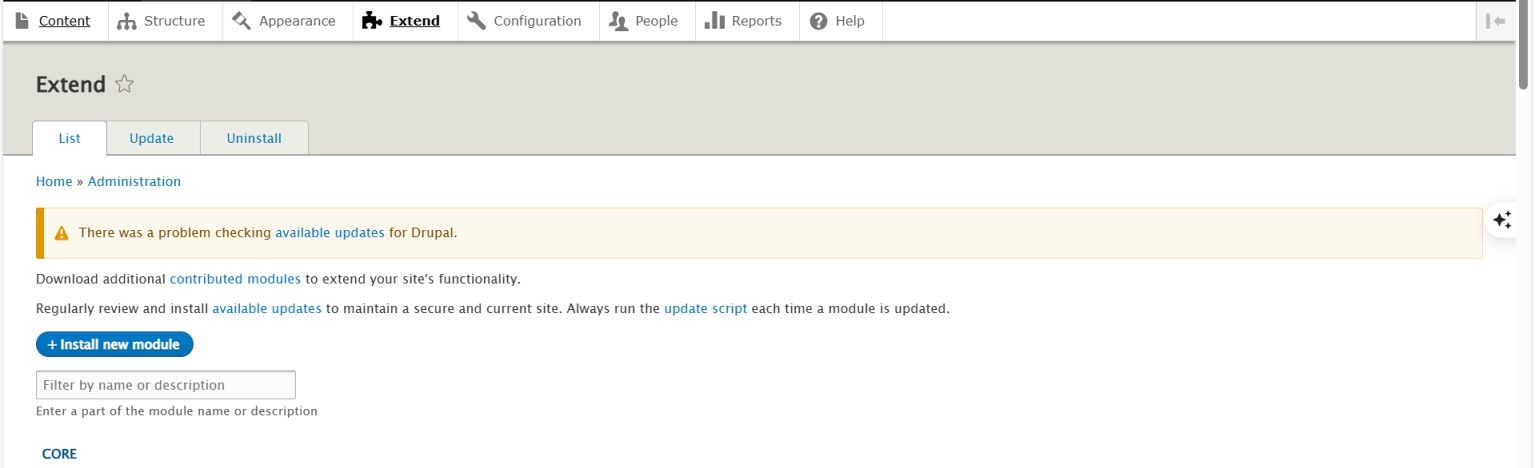 Content Structure Appearance Extend Configuration People Reports Help
Extend
List Update Uninstall
Home » Administration
There was a problem checking available updates for Drupal.
Download additional contributed modules to extend your site's functionality.
Regularly review and install available updates to maintain a secure and current site. Always run the update script each time a module is updated.
+ Install new module
Filter by name or description
Enter a part of the module name or description
CORE